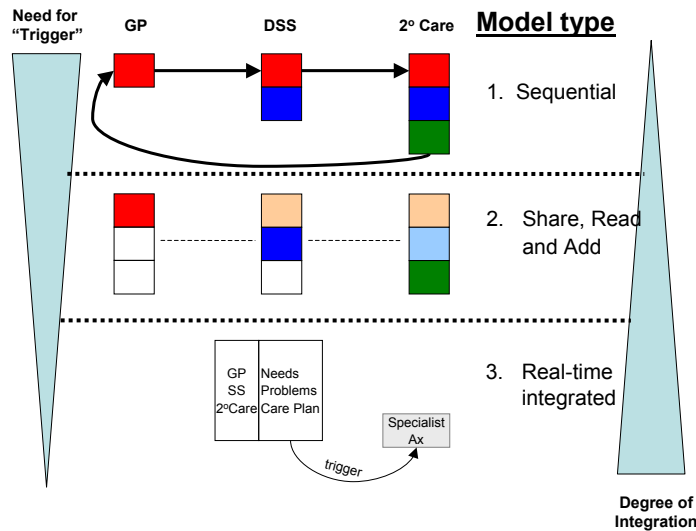 Need for
“Trigger”
GP
DSS
2º Care
Model type
1. Sequential
2. Share, Read
and Add
3. Real-time
integrated
GP
SS
2ºCare
Needs
Problems
Care Plan
Specialist
Ax
trigger
Degree of
Integration